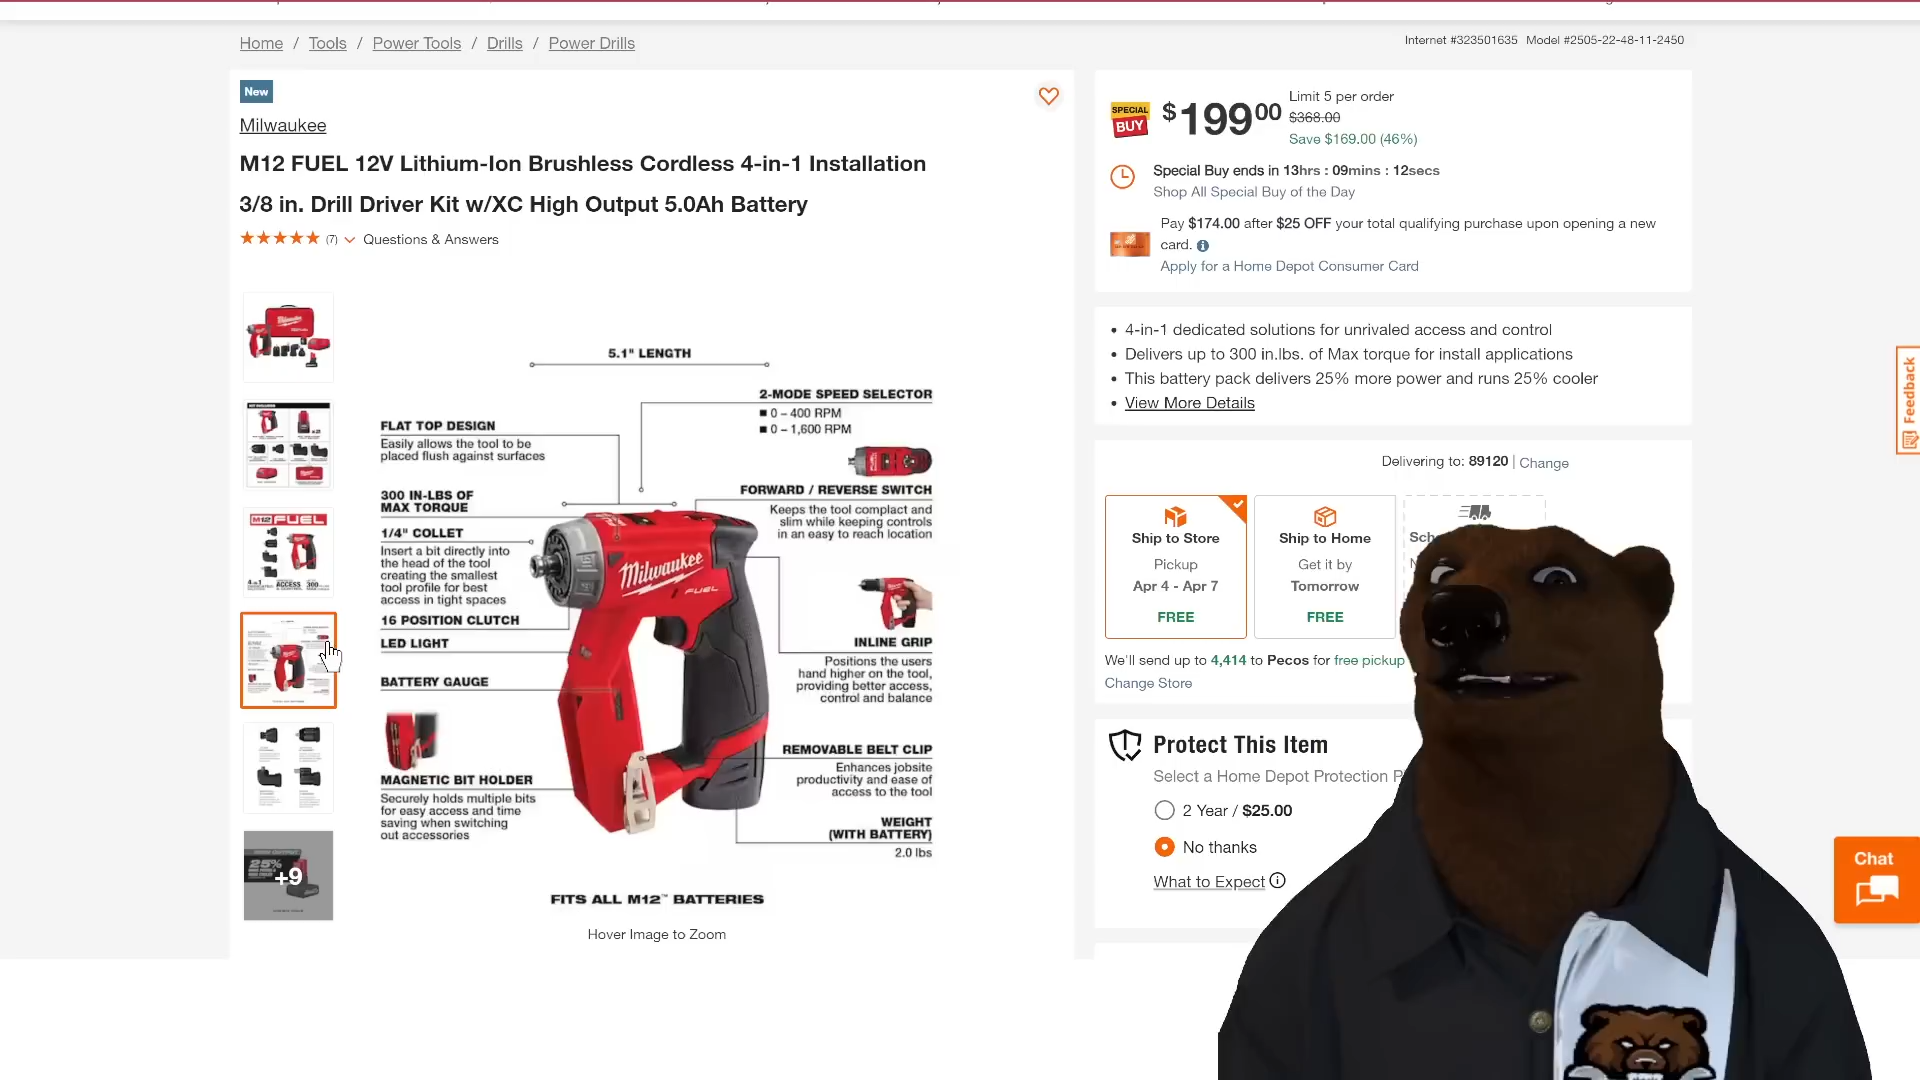 Home / Tools / Power Tools / Drills / Power Drills
Internet #323501635 Model #2505-22-48-11-2450
New
Milwaukee
M12 FUEL 12V Lithium-Ion Brushless Cordless 4-in-1 Installation
3/8 in. Drill Driver Kit w/XC High Output 5.0Ah Battery
(7) Questions & Answers
M12 FUEL
25%
+9
5.1" LENGTH
2-MODE SPEED SELECTOR
0 – 400 RPM
0 – 1,600 RPM
FLAT TOP DESIGN
Easily allows the tool to be
placed flush against surfaces
300 IN-LBS OF
MAX TORQUE
1/4" COLLET
Insert a bit directly into
the head of the tool
creating the smallest
tool profile for best
access in tight spaces
16 POSITION CLUTCH
LED LIGHT
BATTERY GAUGE
MAGNETIC BIT HOLDER
Securely holds multiple bits
for easy access and time
saving when switching
out accessories
FORWARD / REVERSE SWITCH
Keeps the tool compact and
slim while keeping controls
in an easy to reach location
Milwaukee
FUEL
INLINE GRIP
Positions the users
hand higher on the tool,
providing better access,
control and balance
REMOVABLE BELT CLIP
Enhances jobsite
productivity and ease of
access to the tool
WEIGHT
(WITH BATTERY)
2.0 lbs
FITS ALL M12™ BATTERIES
Hover Image to Zoom
SPECIAL
BUY
$199.00
Limit 5 per order
$368.00
Save $169.00 (46%)
Special Buy ends in 13hrs : 09mins : 12secs
Shop All Special Buy of the Day
Pay $174.00 after $25 OFF your total qualifying purchase upon opening a new
card.
Apply for a Home Depot Consumer Card
4-in-1 dedicated solutions for unrivaled access and control
Delivers up to 300 in.lbs. of Max torque for install applications
This battery pack delivers 25% more power and runs 25% cooler
View More Details
Delivering to: 89120 | Change
Ship to Store
Pickup
Apr 4 - Apr 7
FREE
Ship to Home
Get it by
Tomorrow
FREE
We'll send up to 4,414 to Pecos for free pickup
Change Store
Protect This Item
Select a Home Depot Protection P
2 Year / $25.00
No thanks
What to Expect
Feedback
Chat